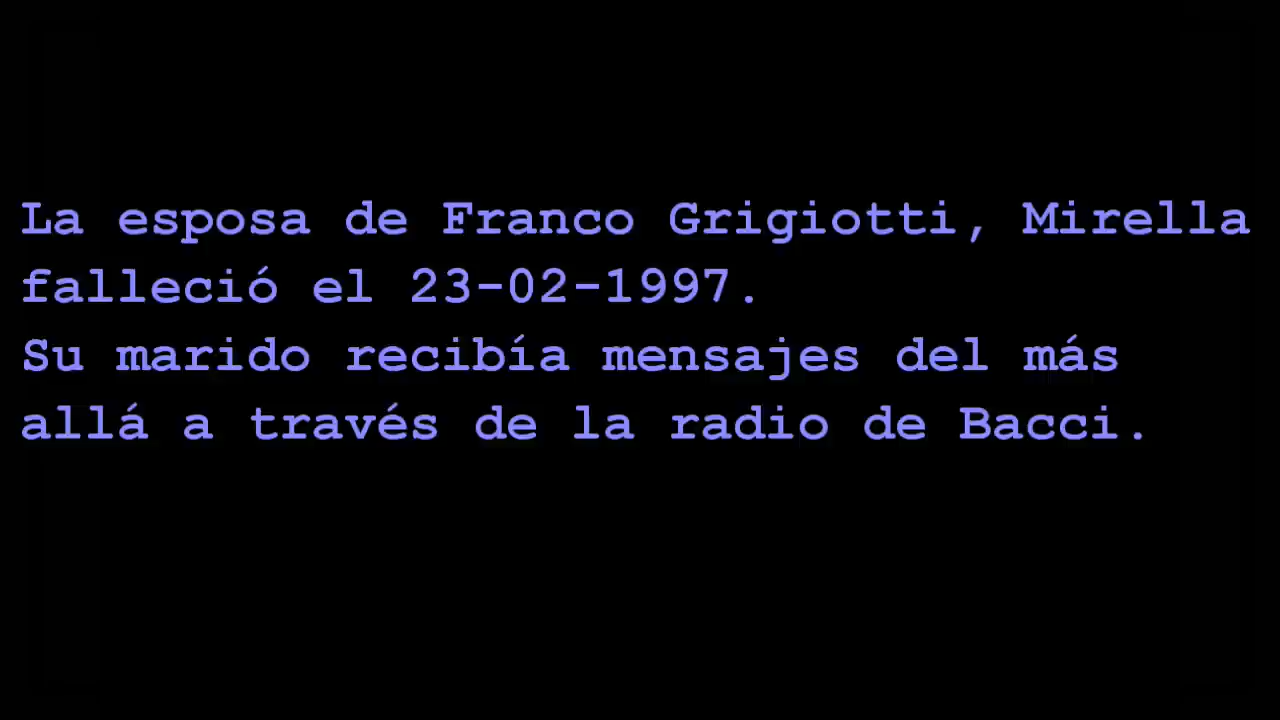 La esposa de Franco Grigiotti, Mirella
falleció el 23-02-1997.
Su marido recibía mensajes del más
allá a través de la radio de Bacci.